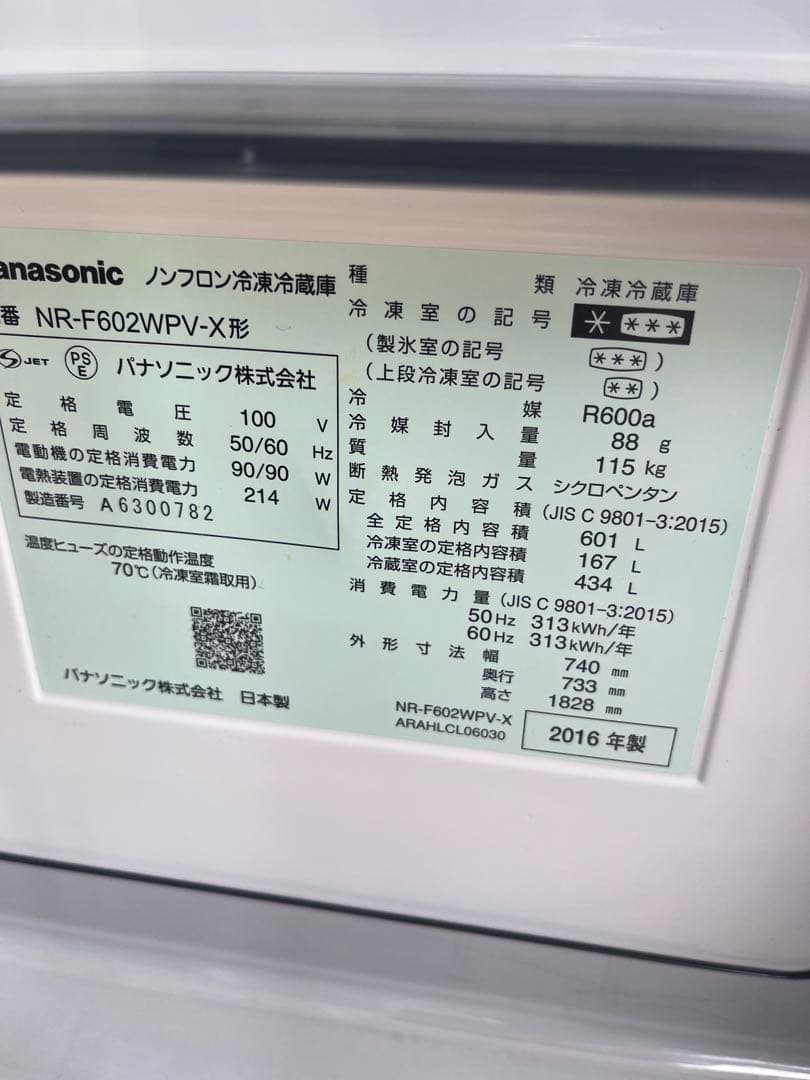 anasonic ノンフロン冷凍冷蔵庫
番 NR-F602WPV-X形
S JET PS E パナソニック株式会社
定格電圧 100 V
定格周波数 50/60 Hz
電動機の定格消費電力 90/90 W
電熱装置の定格消費電力 214 W
製造番号 A6300782
温度ヒューズの定格動作温度
70℃(冷凍室霜取用)
パナソニック株式会社 日本製
種類 冷凍冷蔵庫
冷凍室の記号 * ***
(製氷室の記号 *** )
(上段冷凍室の記号 ** )
冷媒 R600a
冷媒封入量 88 g
質量 115 kg
断熱発泡ガス シクロペンタン
定格内容積 (JIS C 9801-3:2015)
全定格内容積 601 L
冷凍室の定格内容積 167 L
冷蔵室の定格内容積 434 L
消費電力量 (JIS C 9801-3:2015)
50Hz 313kWh/年
60Hz 313kWh/年
外形寸法 幅 740 mm
奥行 733 mm
高さ 1828 mm
NR-F602WPV-X
ARAHLCL06030
2016 年製